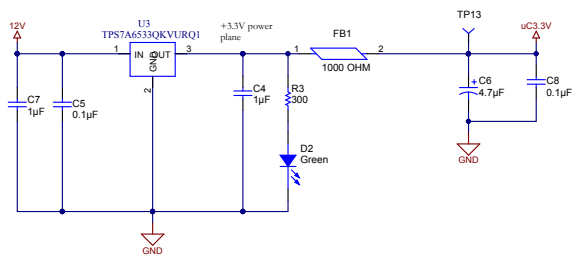 12V
U3
TPS7A6533QKVURQ1
+3.3V power
plane
FB1
TP13
uC3.3V
1
IN
OUT
3
GND
2
1
2
1000 OHM
C7
1µF
C5
0.1µF
C4
1µF
R3
300
D2
Green
+
C6
4.7µF
C8
0.1µF
GND
GND